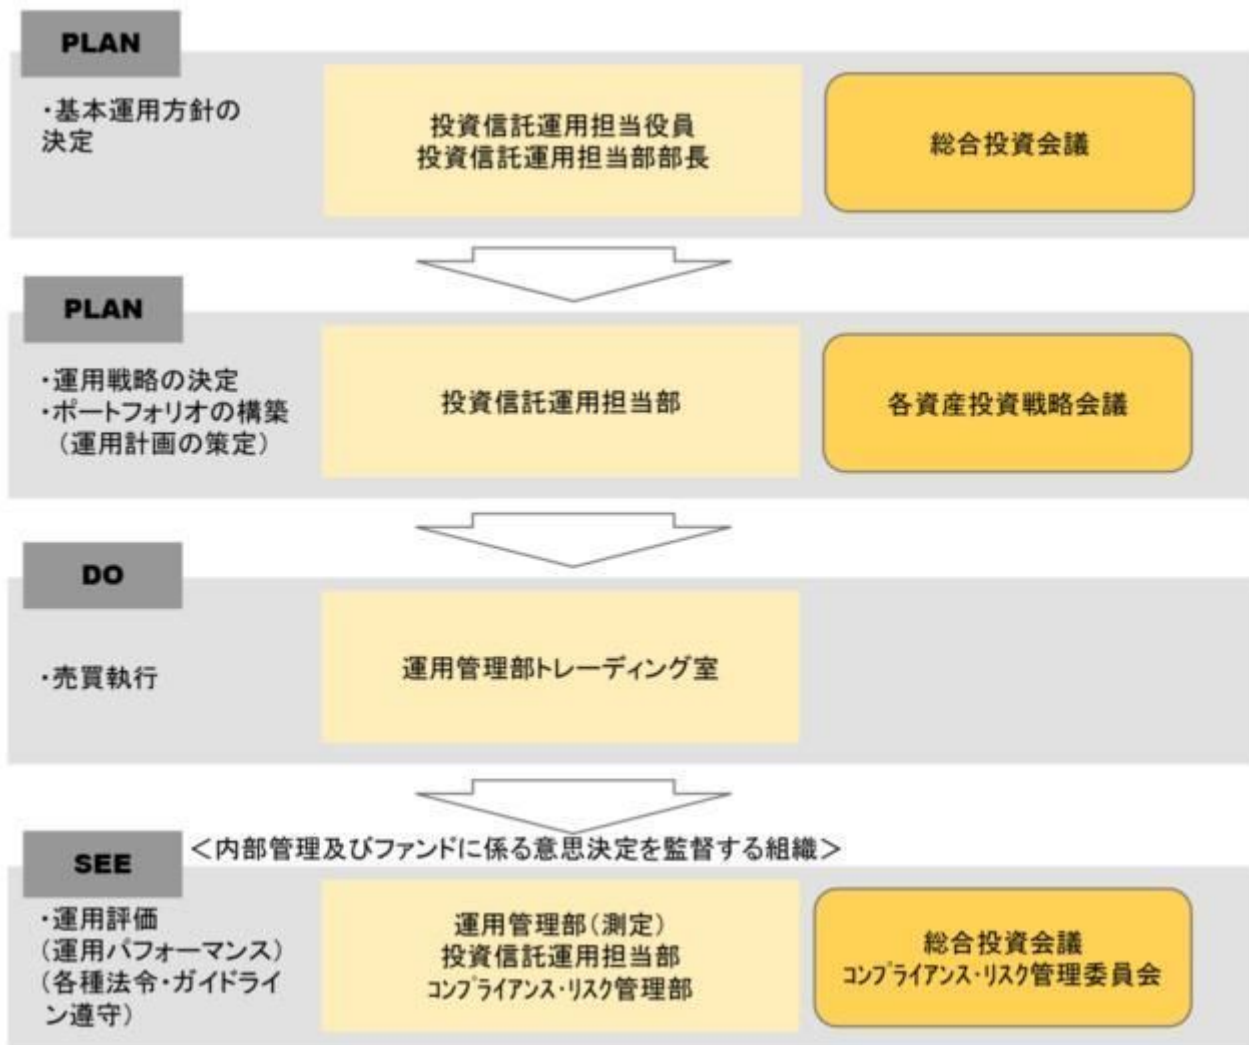 PLAN
・基本運用方針の
決定
投資信託運用担当役員
投資信託運用担当部部長
総合投資会議
PLAN
・運用戦略の決定
・ポートフォリオの構築
（運用計画の策定）
投資信託運用担当部
各資産投資戦略会議
DO
・売買執行
運用管理部トレーディング室
SEE
＜内部管理及びファンドに係る意思決定を監督する組織＞
・運用評価
(運用パフォーマンス)
(各種法令・ガイドライ
ン遵守)
運用管理部（測定）
投資信託運用担当部
ｺﾝﾌﾟﾗｲｱﾝｽ・ﾘｽｸ管理部
総合投資会議
ｺﾝﾌﾟﾗｲｱﾝｽ・ﾘｽｸ管理委員会